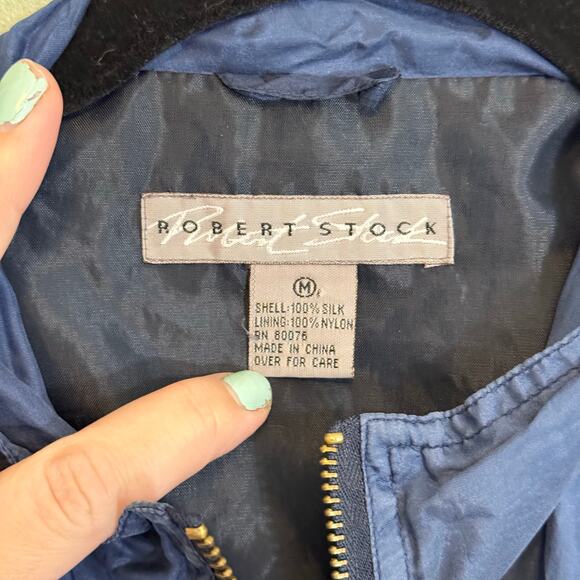 ROBERT STOCK
Robert Stock
M
SHELL:100% SILK
LINING:100% NYLON
RN 80076
MADE IN CHINA
OVER FOR CARE